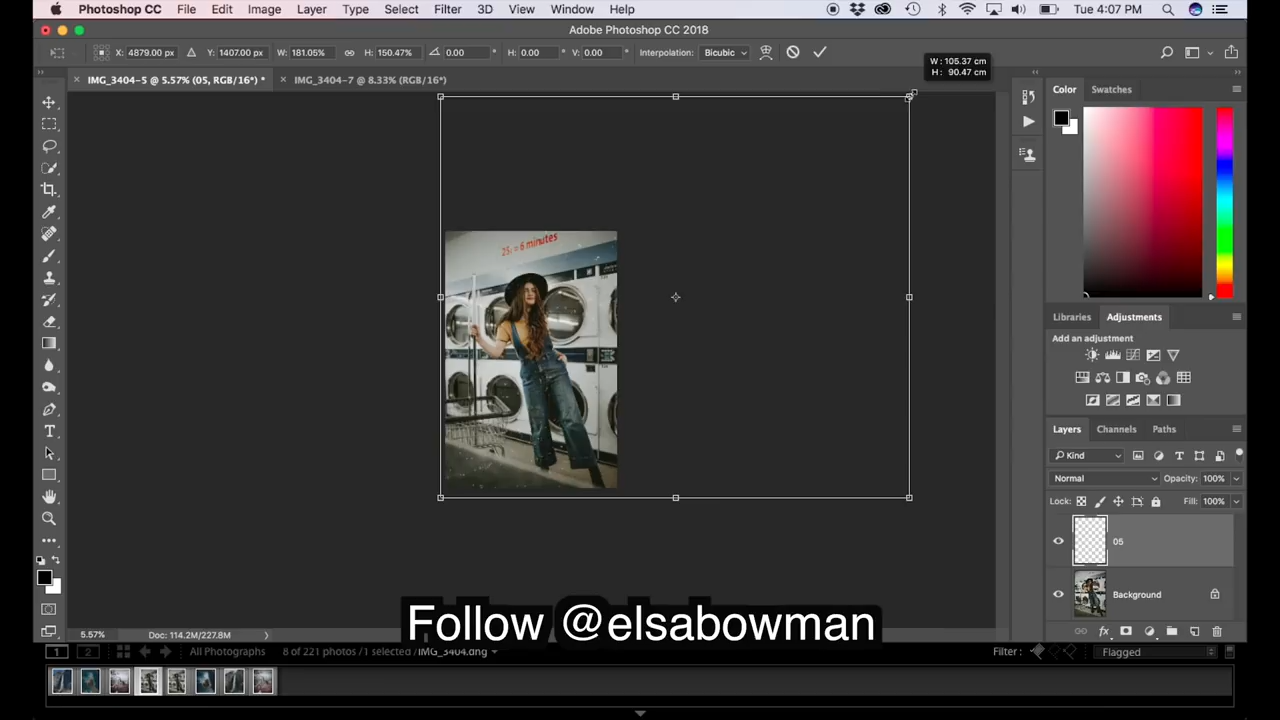 Photoshop CC File Edit Image Layer Type Select Filter 3D View Window Help Tue 4:07 PM
Adobe Photoshop CC 2018
X: 4879.00 px Y: 1407.00 px W: 181.05% H: 150.47% 0.00 ° H: 0.00 ° V: 0.00 ° Interpolation: Bicubic
× IMG_3404-5 @ 5.57% (05, RGB/16*) * × IMG_3404-7 @ 8.33% (RGB/16*)
W: 105.37 cm
H: 90.47 cm
Color Swatches
25¢ = 6 minutes
Libraries Adjustments
Add an adjustment
Layers Channels Paths
Kind
Normal Opacity: 100%
Lock: Fill: 100%
05
T
Background
Follow @elsabowman
5.57% Doc: 114.2M/227.8M
fx
1 2 All Photographs 8 of 221 photos / 1 selected / IMG_3404.dng Filter : Flagged